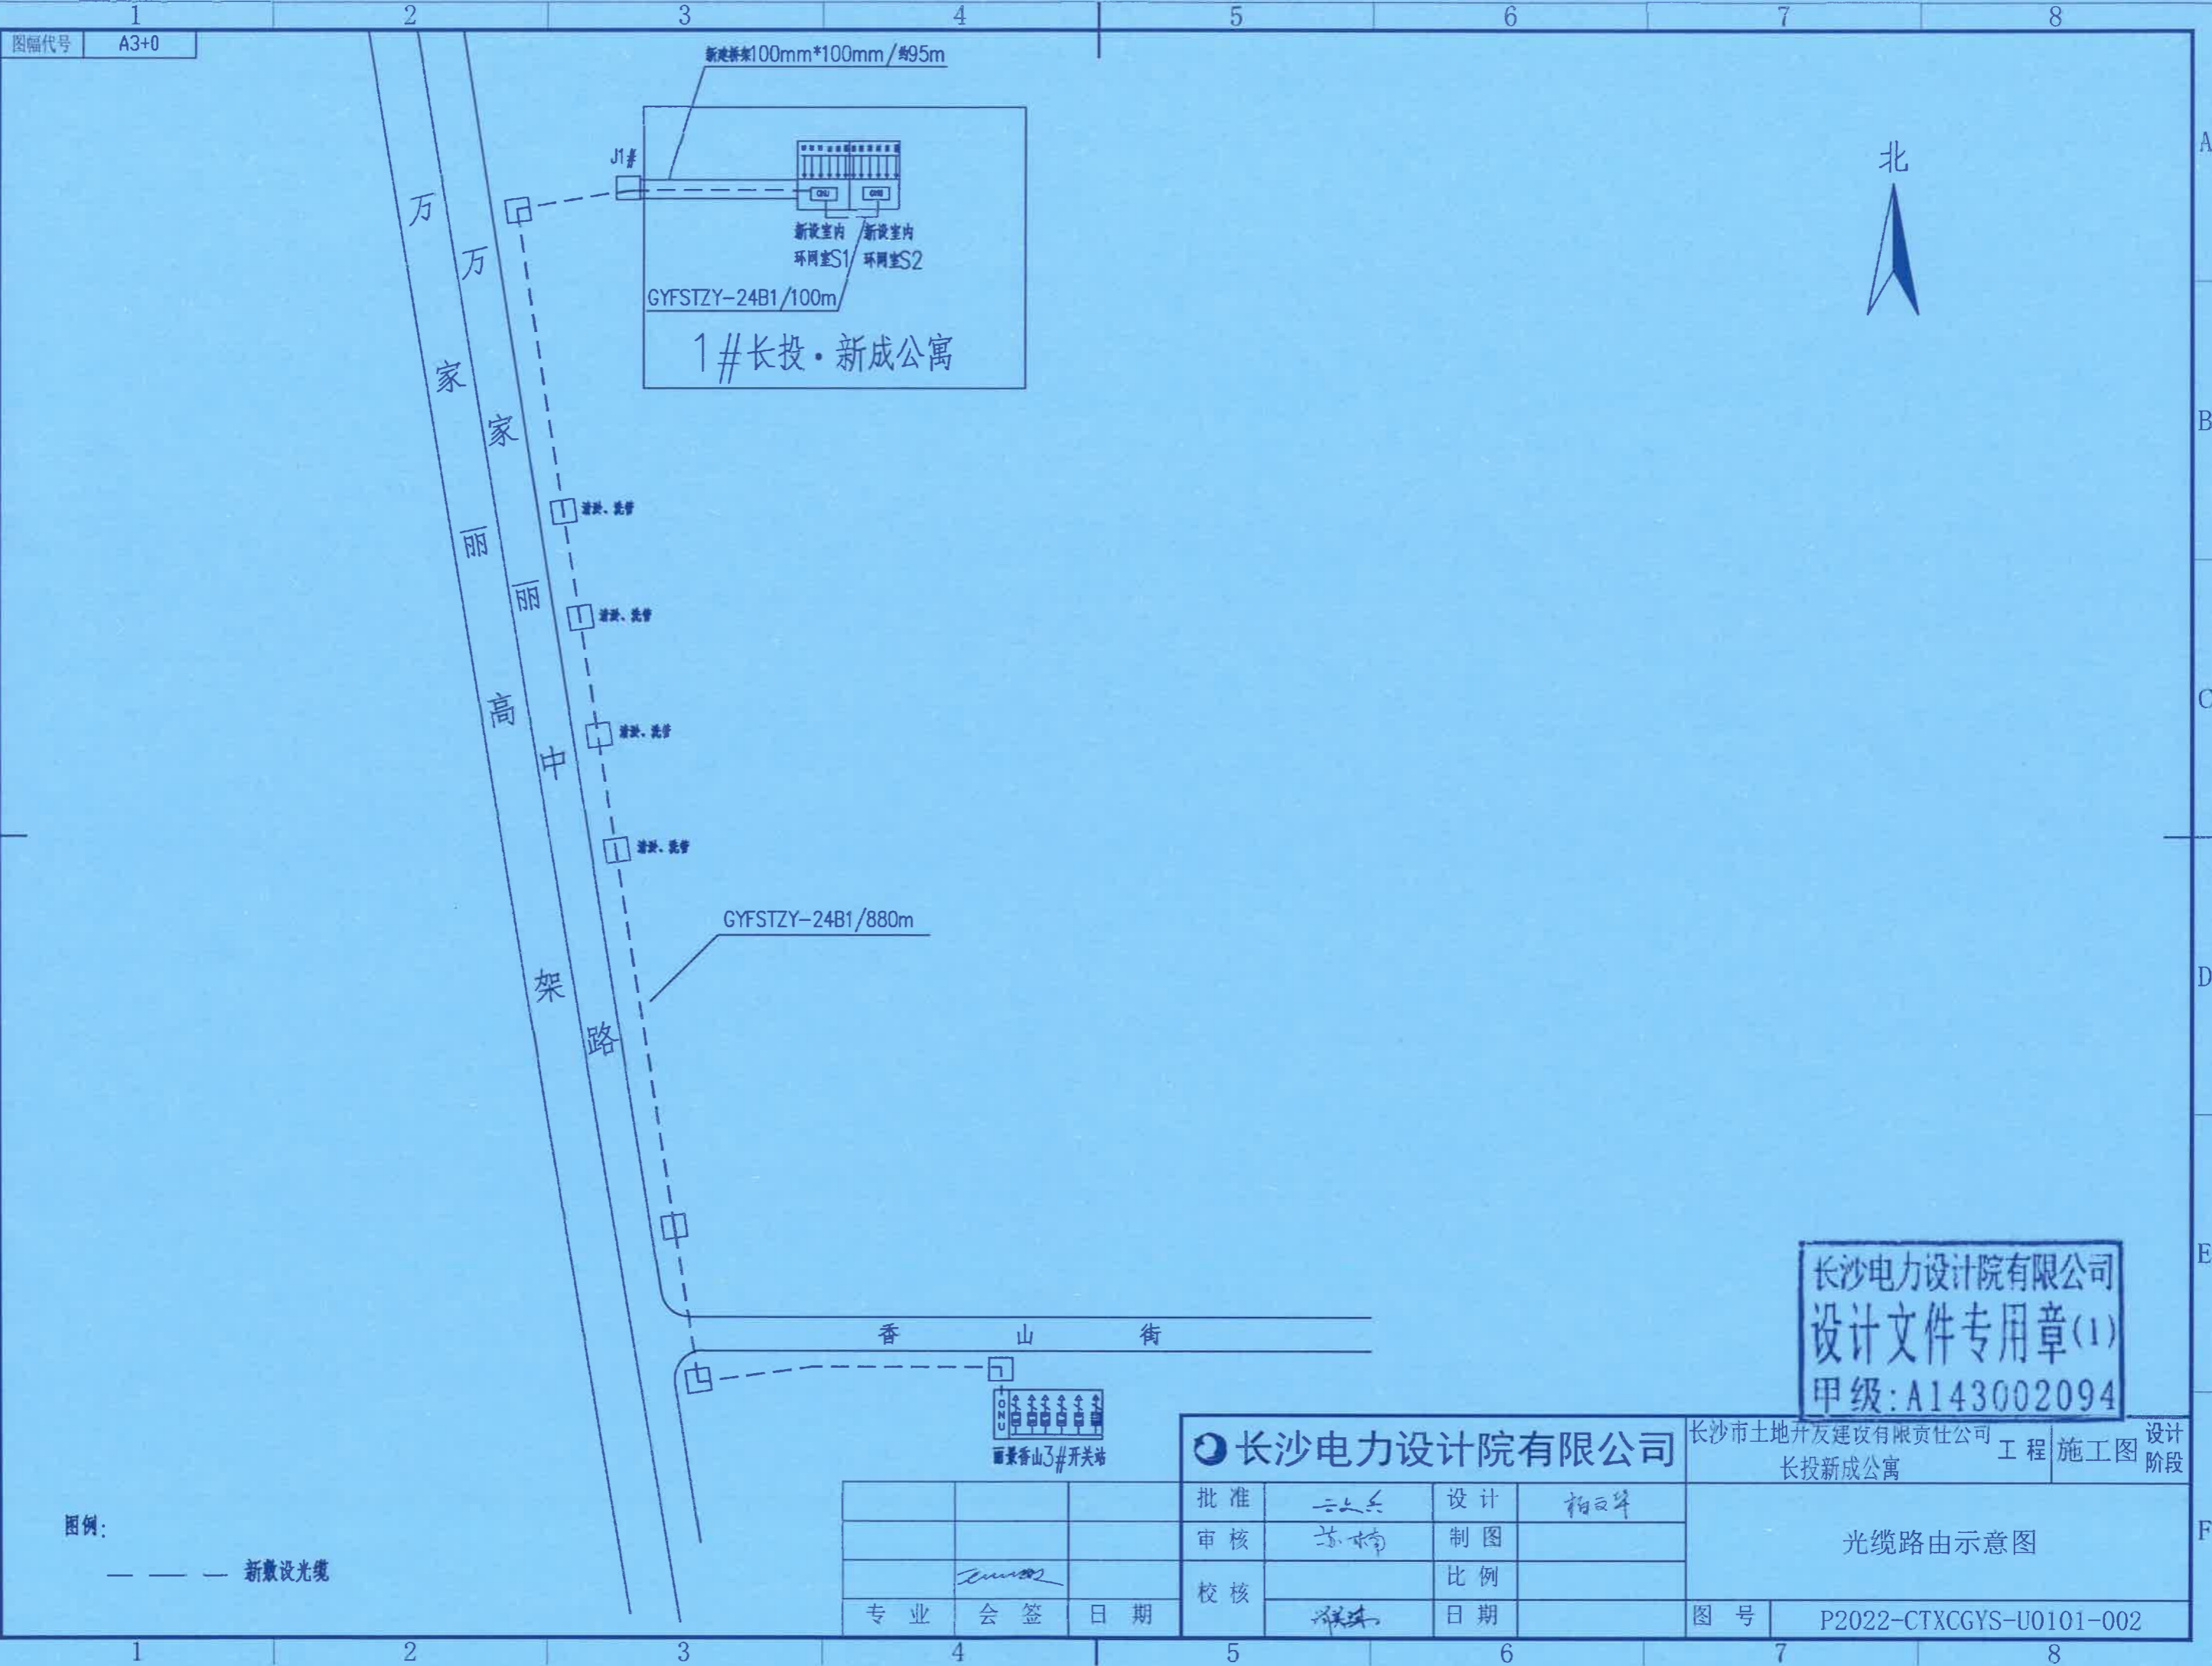 1 2 3 4 5 6 7 8
图幅代号 A3+0
新建桥架100mm*100mm/约95m
J1#
ONU ONU
新设室内 新设室内
环网室S1 环网室S2
GYFSTZY-24B1/100m
1#长投·新成公寓
北
A
B
C
D
E
F
万家丽高架
万家丽中路
清淤、洗管
清淤、洗管
清淤、洗管
清淤、洗管
GYFSTZY-24B1/880m
香山街
ONU
丽景香山3#开关站
图例:
新敷设光缆
长沙电力设计院有限公司
设计文件专用章(1)
甲级:A143002094
长沙电力设计院有限公司
长沙市土地开发建设有限责任公司
长投新成公寓
工程 施工图 设计
阶段
批准 设计
审核 苏楠 制图
校核 比例
日期
专业 会签 日期
光缆路由示意图
图号 P2022-CTXCGYS-U0101-002
1 2 3 4 5 6 7 8